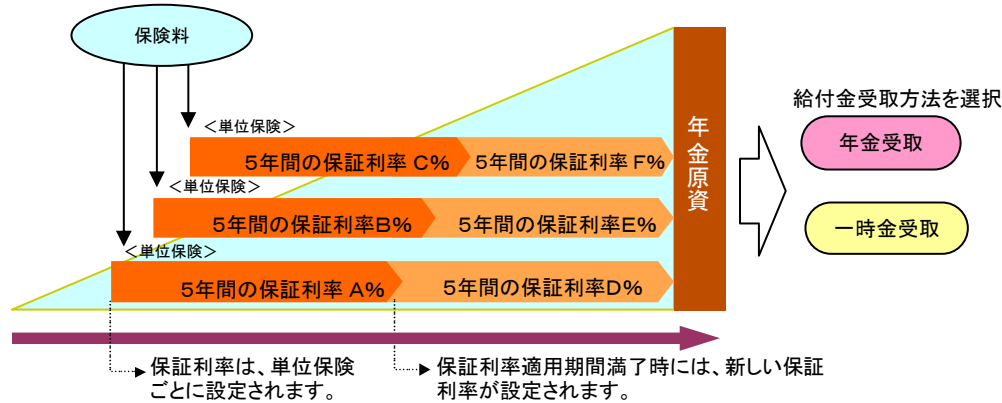 保険料
給付金受取方法を選択
年金受取
一時金受取
年金原資
＜単位保険＞
5年間の保証利率 C%
5年間の保証利率 F%
＜単位保険＞
5年間の保証利率B%
5年間の保証利率E%
＜単位保険＞
5年間の保証利率 A%
5年間の保証利率D%
保証利率は、単位保険
ごとに設定されます。
保証利率適用期間満了時には、新しい保証
利率が設定されます。